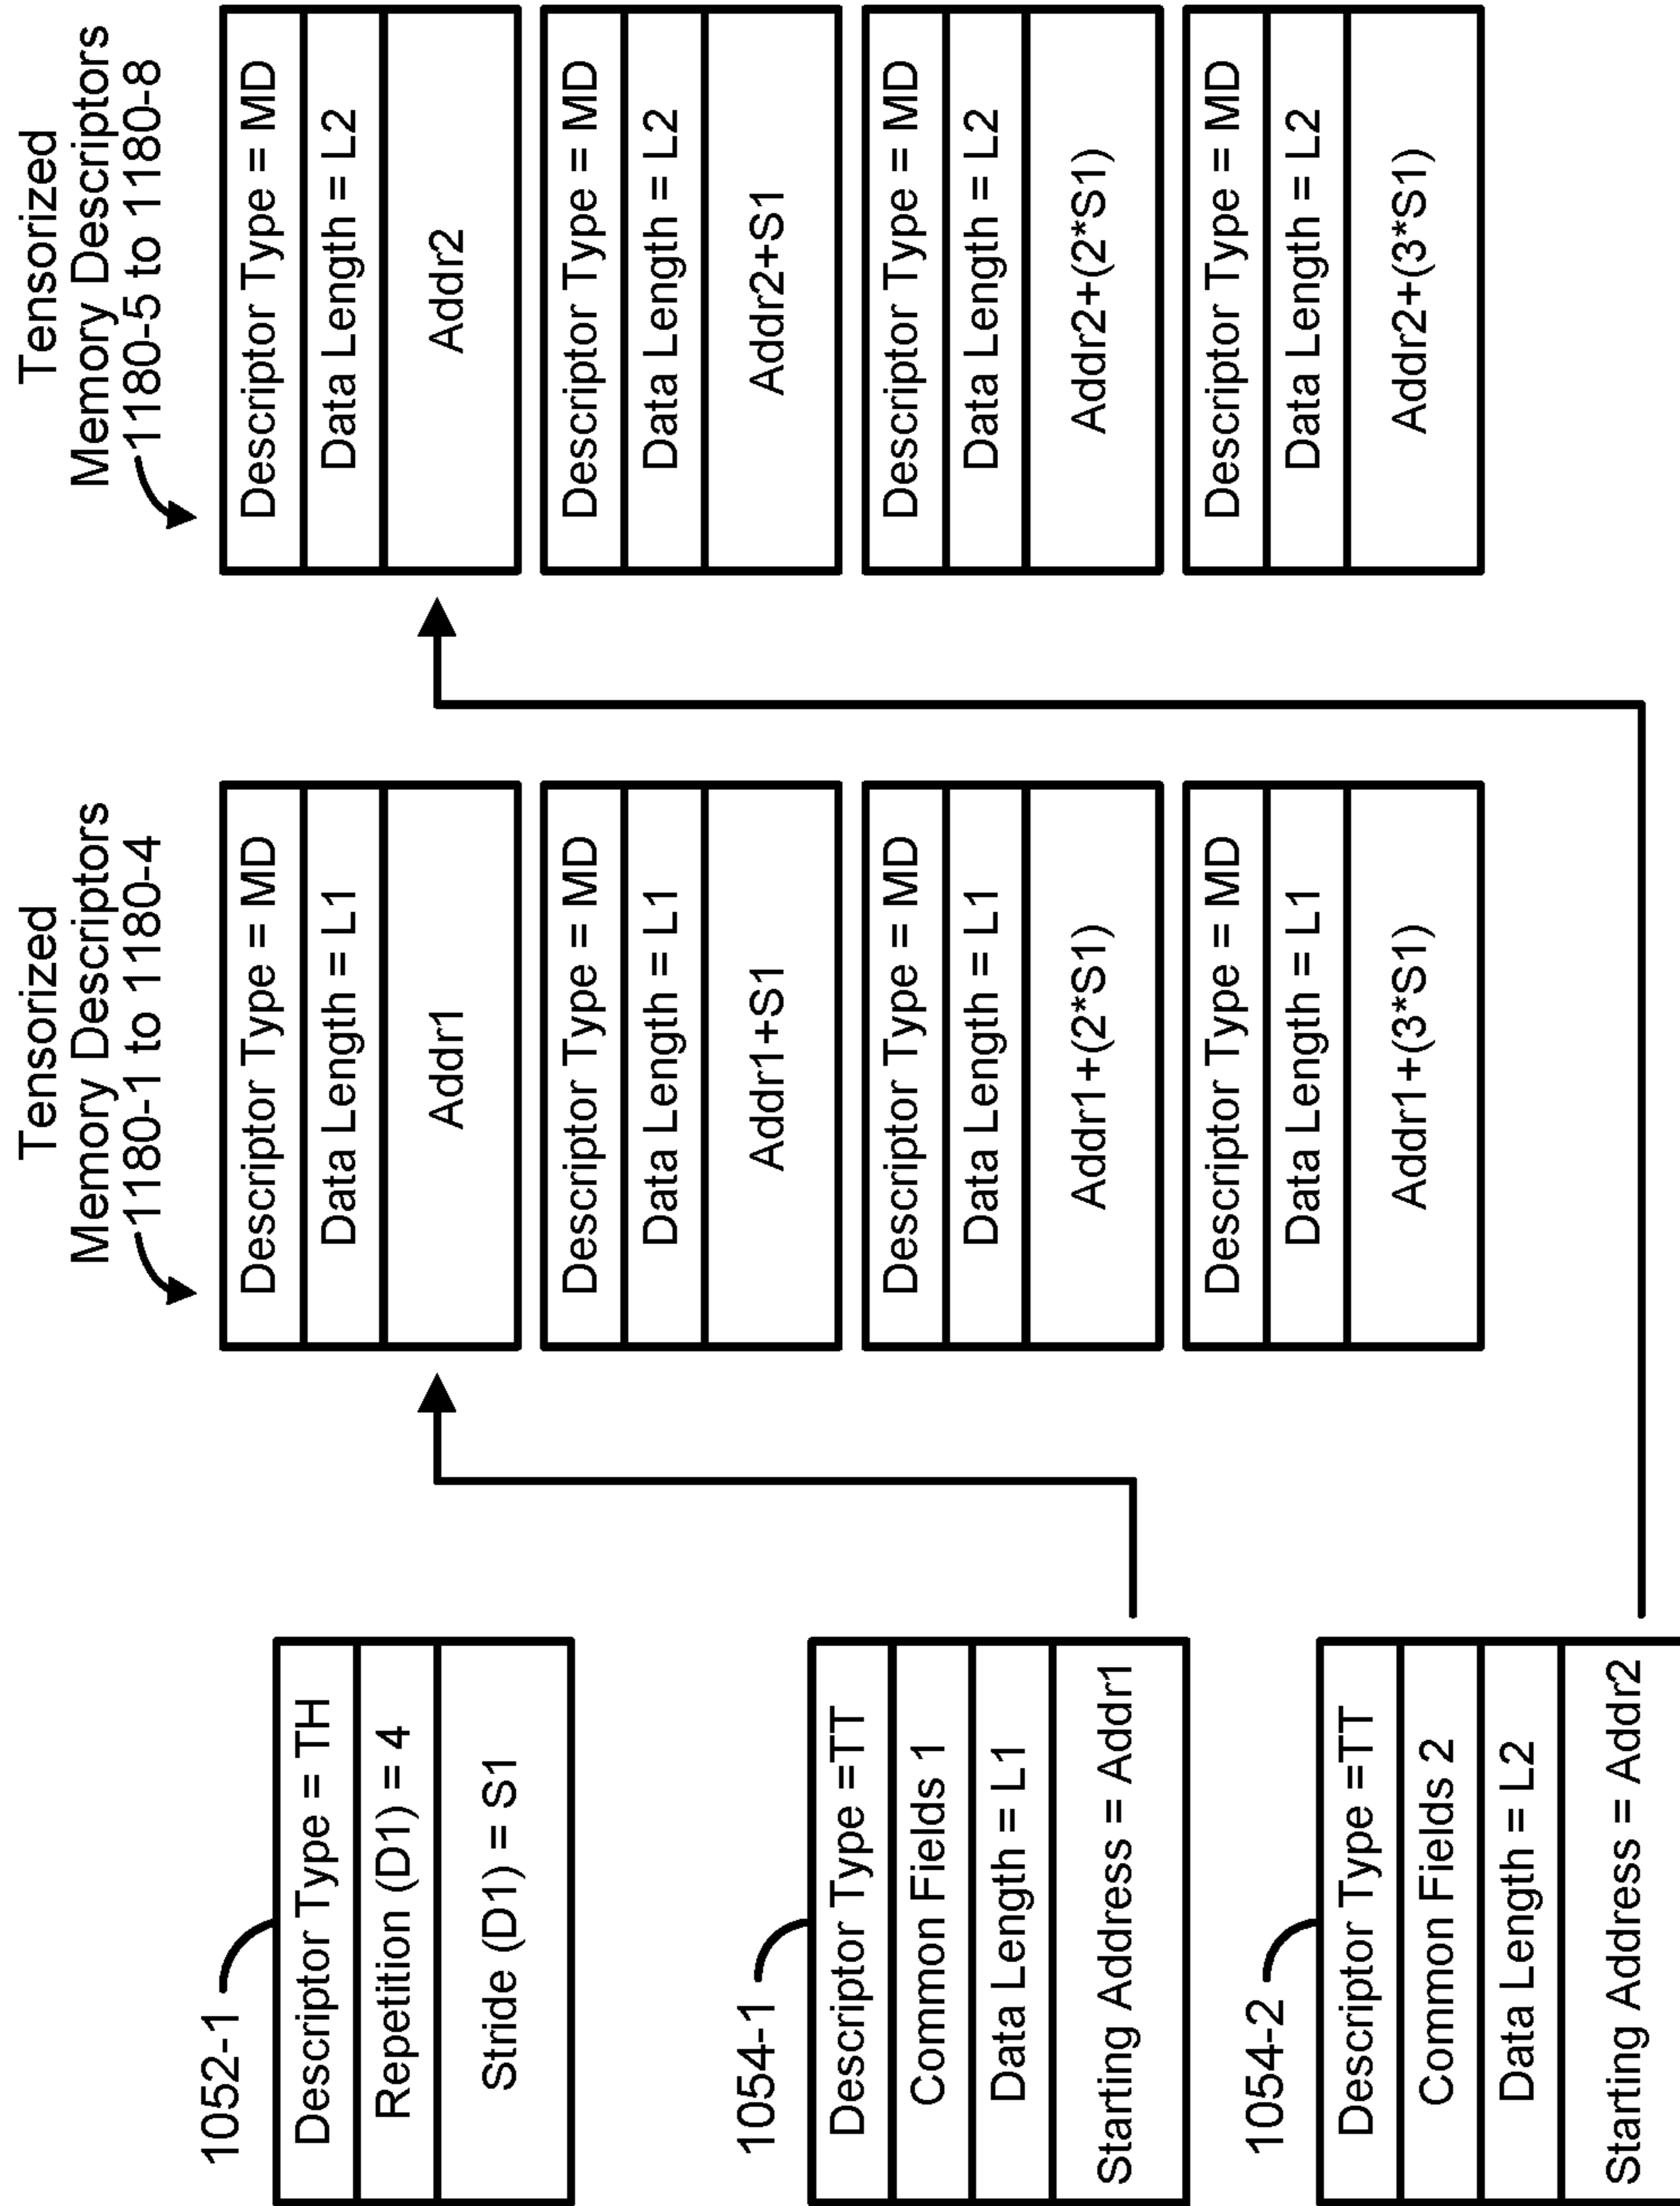 1052-1
Descriptor Type = TH
Repetition (D1) = 4
Stride (D1) = S1
1054-1
Descriptor Type =TT
Common Fields 1
Data Length = L1
Starting Address = Addr1
1054-2
Descriptor Type =TT
Common Fields 2
Data Length = L2
Starting Address = Addr2
Tensorized
Memory Descriptors
1180-1 to 1180-4
Descriptor Type = MD
Data Length = L1
Addr1
Descriptor Type = MD
Data Length = L1
Addr1+S1
Descriptor Type = MD
Data Length = L1
Addr1+(2*S1)
Descriptor Type = MD
Data Length = L1
Addr1+(3*S1)
Tensorized
Memory Descriptors
1180-5 to 1180-8
Descriptor Type = MD
Data Length = L2
Addr2
Descriptor Type = MD
Data Length = L2
Addr2+S1
Descriptor Type = MD
Data Length = L2
Addr2+(2*S1)
Descriptor Type = MD
Data Length = L2
Addr2+(3*S1)